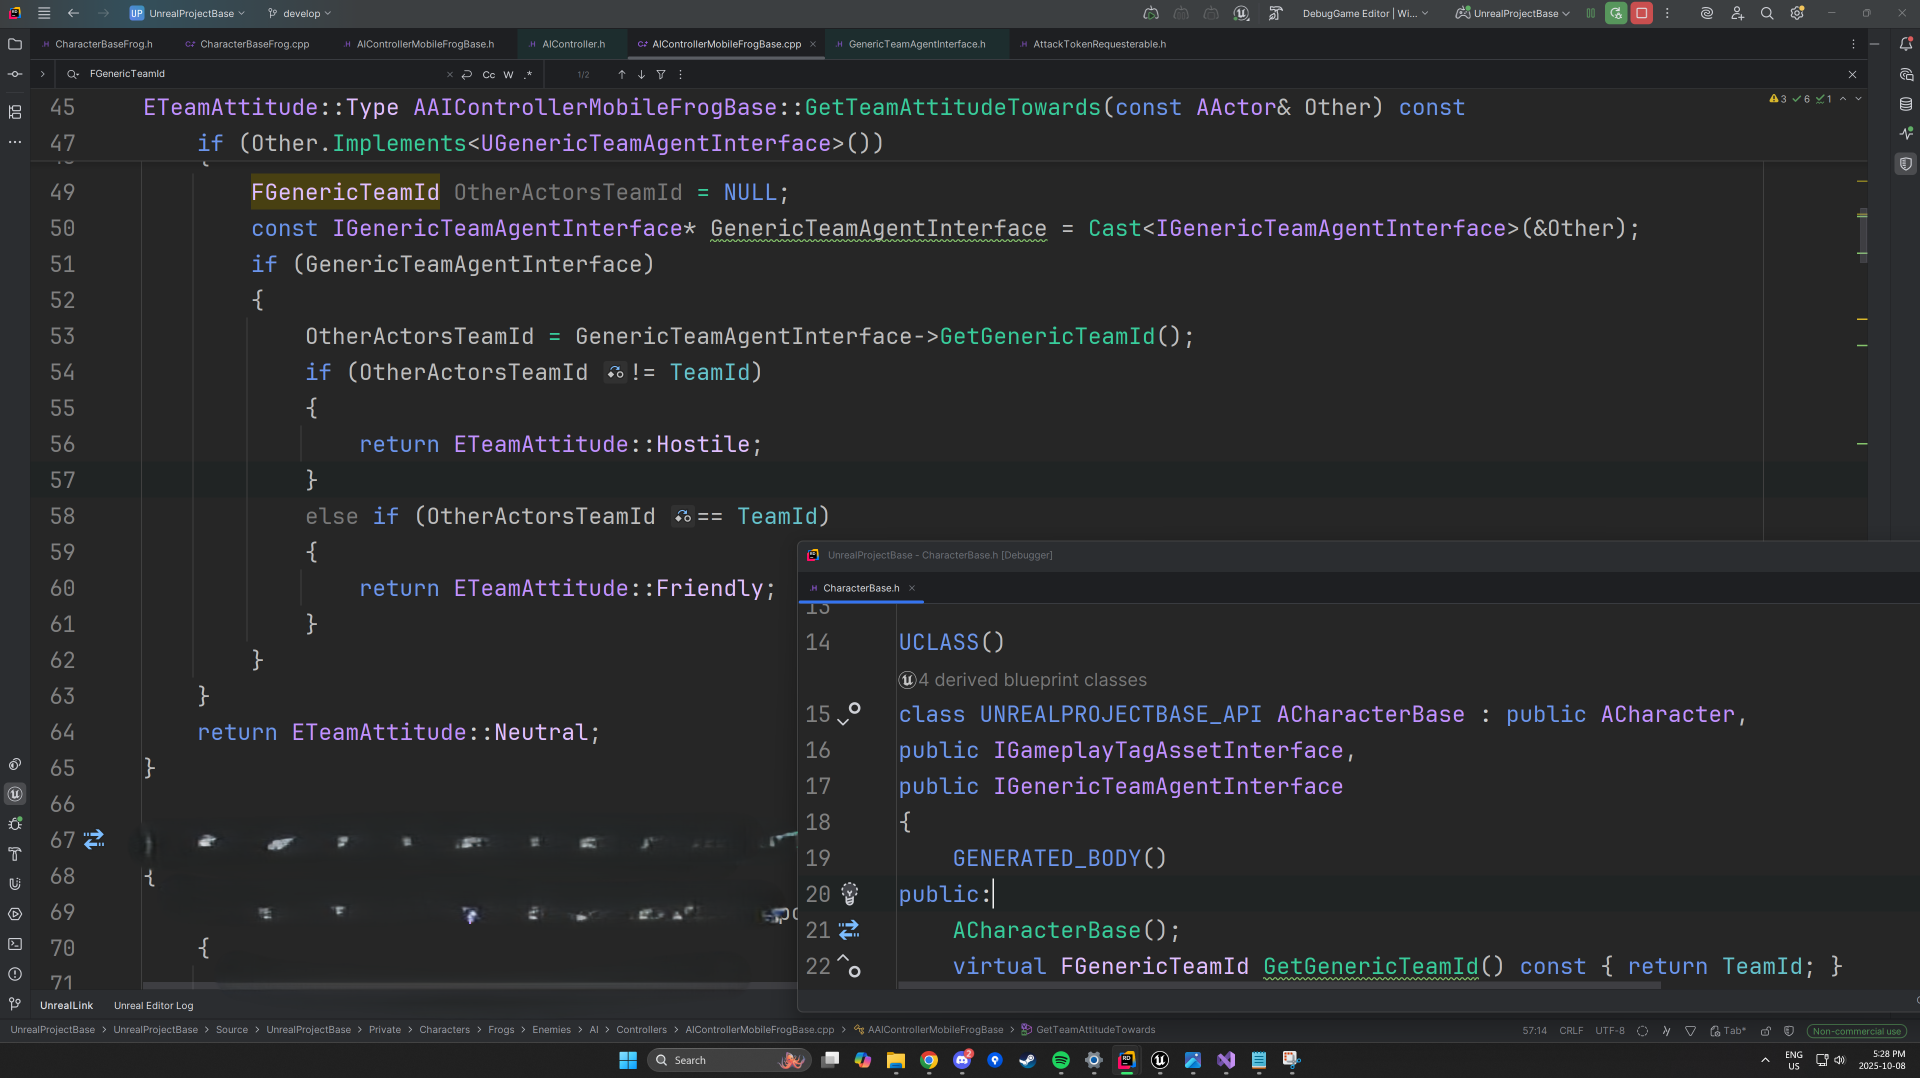 UP UnrealProjectBase
develop
DebugGame Editor | Wi...
UnrealProjectBase
CharacterBaseFrog.h
CharacterBaseFrog.cpp
AIControllerMobileFrogBase.h
AIController.h
AIControllerMobileFrogBase.cpp
GenericTeamAgentInterface.h
AttackTokenRequesterable.h
FGenericTeamId
Cc W .* 1/2
45 ETeamAttitude::Type AAIControllerMobileFrogBase::GetTeamAttitudeTowards(const AActor& Other) const
3 6 1
47 if (Other.Implements<UGenericTeamAgentInterface>())
49 FGenericTeamId OtherActorsTeamId = NULL;
50 const IGenericTeamAgentInterface* GenericTeamAgentInterface = Cast<IGenericTeamAgentInterface>(&Other);
51 if (GenericTeamAgentInterface)
52 {
53 OtherActorsTeamId = GenericTeamAgentInterface->GetGenericTeamId();
54 if (OtherActorsTeamId != TeamId)
55 {
56 return ETeamAttitude::Hostile;
57 }
58 else if (OtherActorsTeamId == TeamId)
59 {
60 return ETeamAttitude::Friendly;
61 }
62 }
63 }
64 return ETeamAttitude::Neutral;
65 }
66
67
68 {
69
70 {
71
UnrealProjectBase - CharacterBase.h [Debugger]
CharacterBase.h
13
14 UCLASS()
4 derived blueprint classes
15 class UNREALPROJECTBASE_API ACharacterBase : public ACharacter,
16 public IGameplayTagAssetInterface,
17 public IGenericTeamAgentInterface
18 {
19 GENERATED_BODY()
20 public:
21 ACharacterBase();
22 virtual FGenericTeamId GetGenericTeamId() const { return TeamId; }
UnrealLink Unreal Editor Log
UnrealProjectBase > UnrealProjectBase > Source > UnrealProjectBase > Private > Characters > Frogs > Enemies > AI > Controllers > AIControllerMobileFrogBase.cpp > AAIControllerMobileFrogBase > GetTeamAttitudeTowards
57:14 CRLF UTF-8 Tab* Non-commercial use
Search
2
ENG
US
5:28 PM
2025-10-08